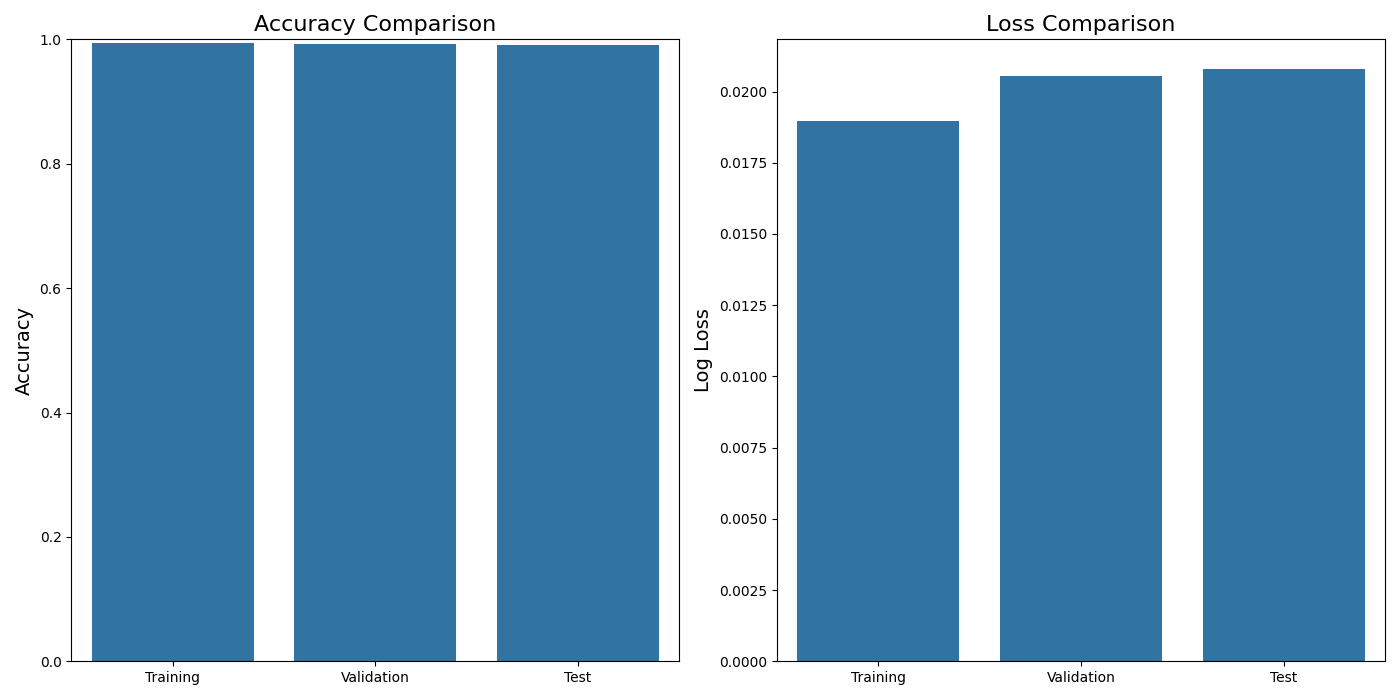 Accuracy Comparison
Accuracy
1.0
0.8
0.6
0.4
0.2
0.0
Training
Validation
Test
Loss Comparison
Log Loss
0.0200
0.0175
0.0150
0.0125
0.0100
0.0075
0.0050
0.0025
0.0000
Training
Validation
Test